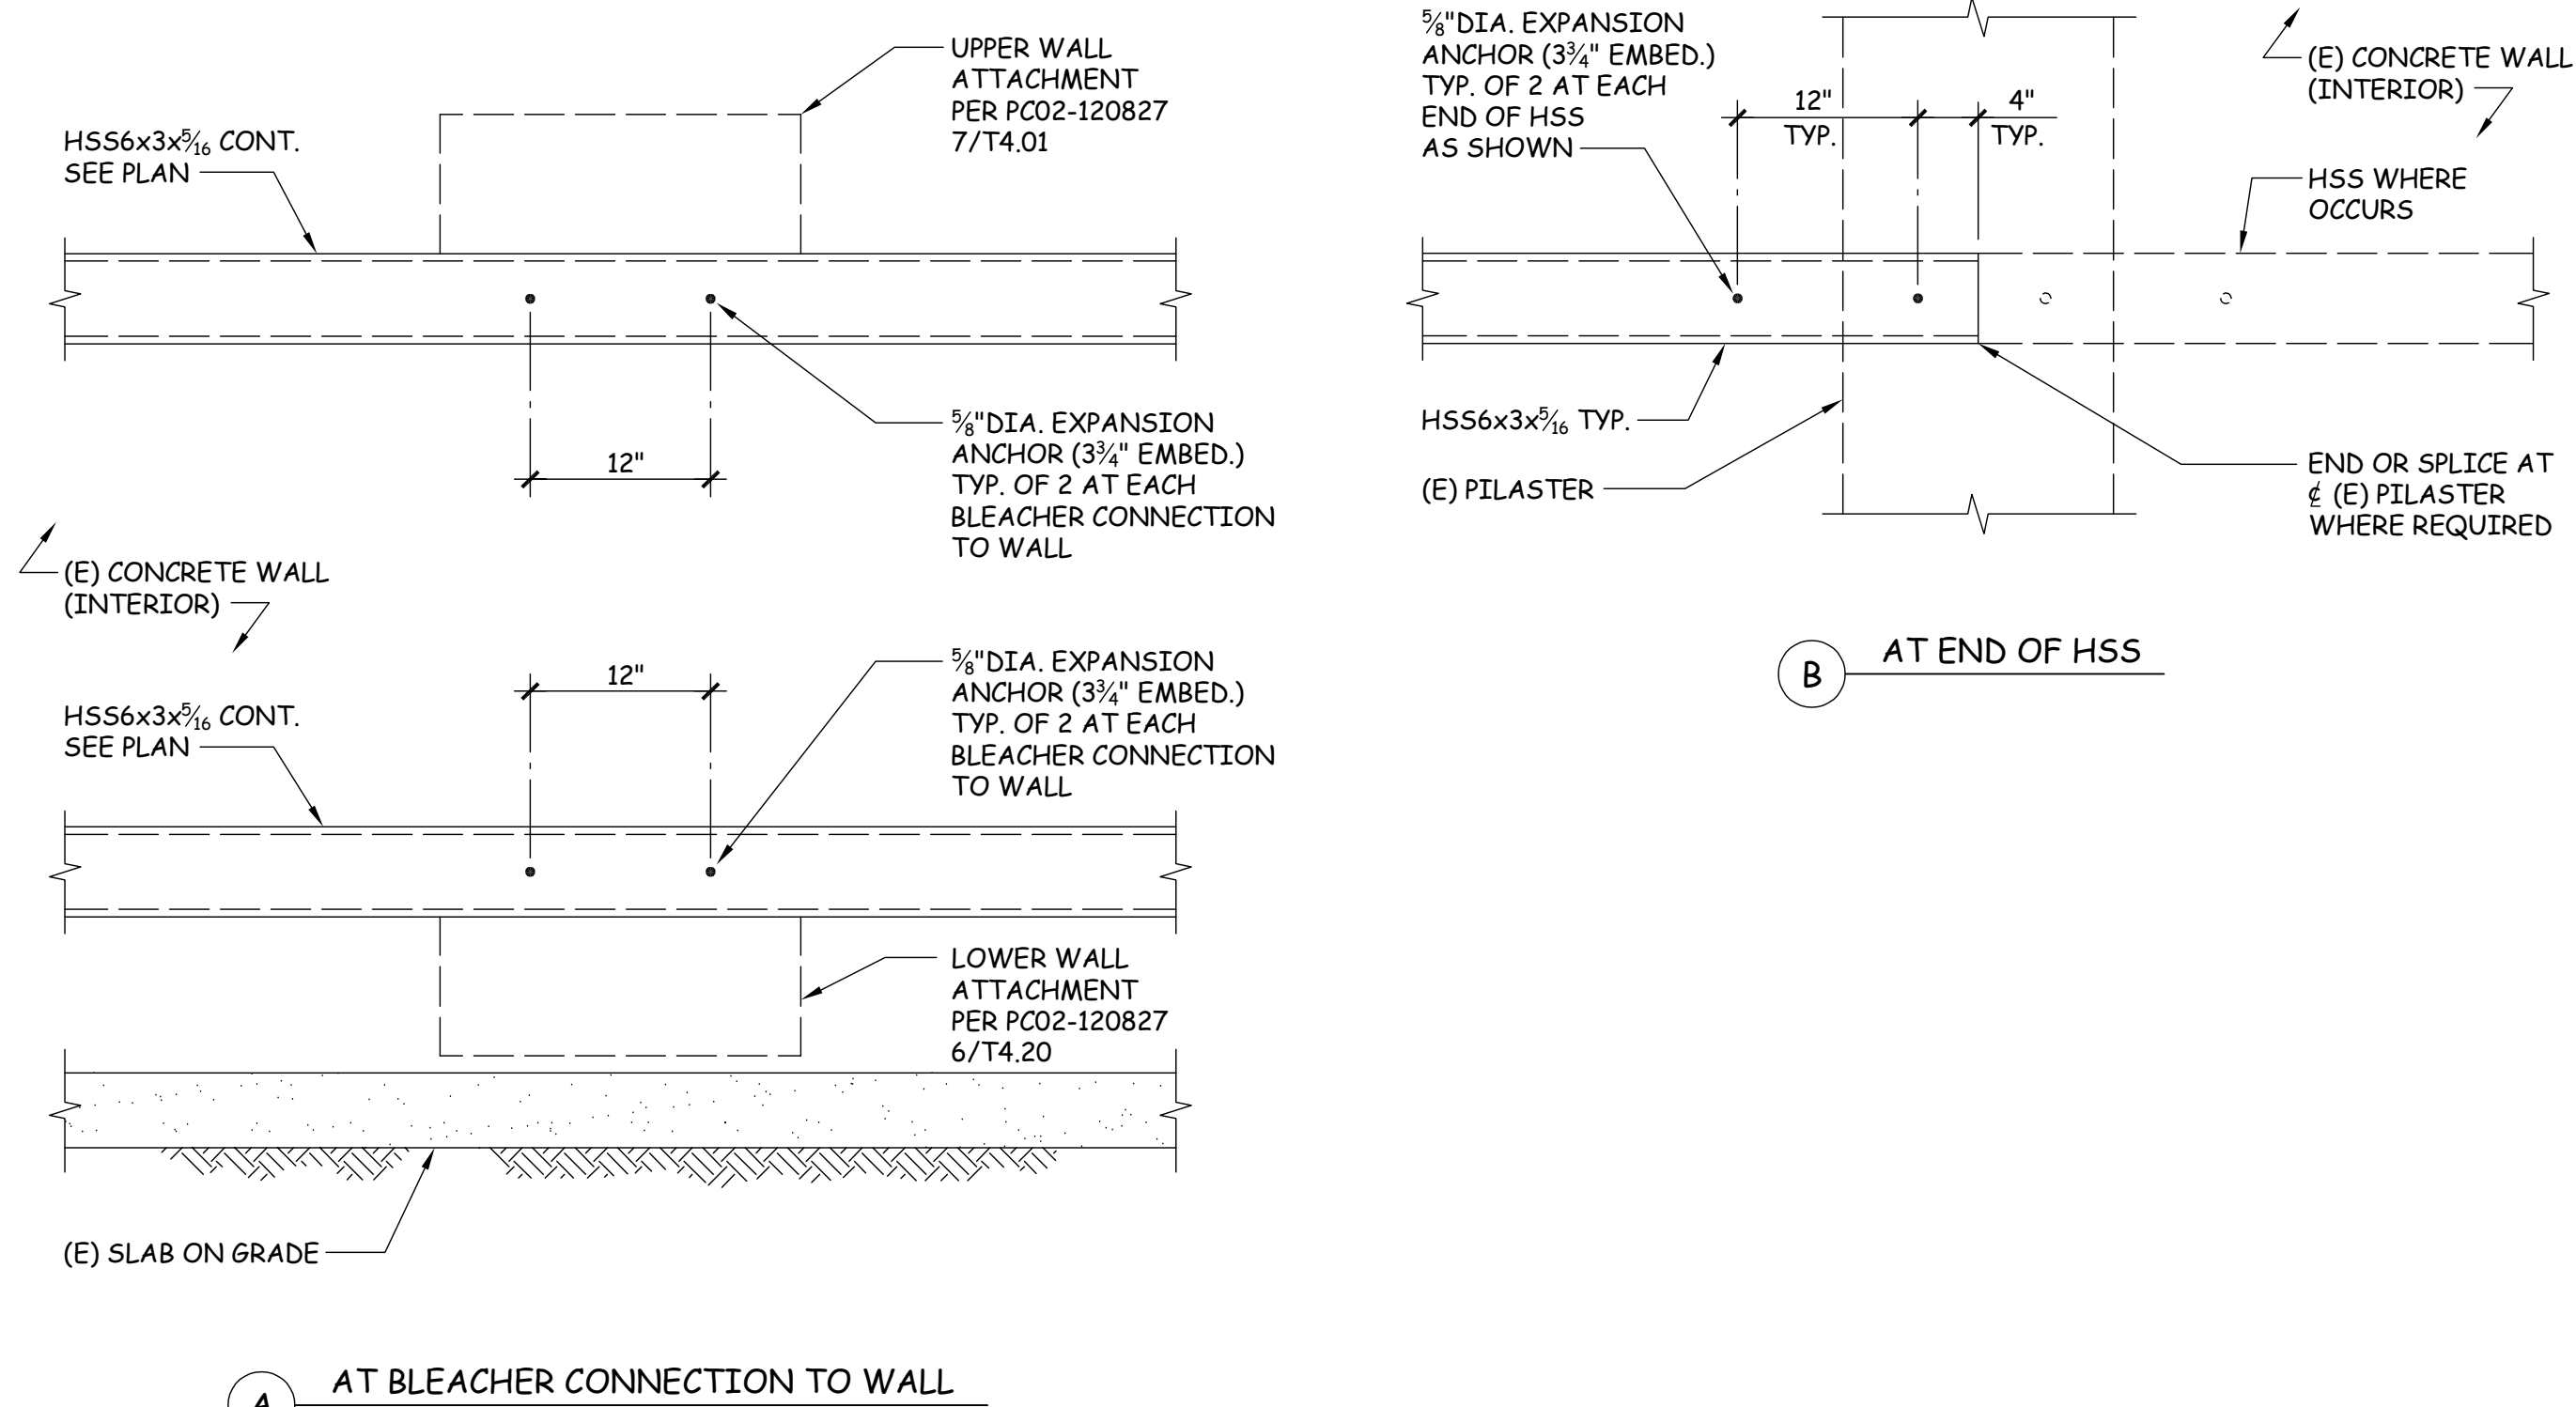 UPPER WALL
ATTACHMENT
PER PC02-120827
7/T4.01
HSS6x3x5/16 CONT.
SEE PLAN
5/8"DIA. EXPANSION
ANCHOR (3 3/4" EMBED.)
TYP. OF 2 AT EACH
BLEACHER CONNECTION
TO WALL
12"
(E) CONCRETE WALL
(INTERIOR)
12"
5/8"DIA. EXPANSION
ANCHOR (3 3/4" EMBED.)
TYP. OF 2 AT EACH
BLEACHER CONNECTION
TO WALL
HSS6x3x5/16 CONT.
SEE PLAN
LOWER WALL
ATTACHMENT
PER PC02-120827
6/T4.20
(E) SLAB ON GRADE
A
AT BLEACHER CONNECTION TO WALL
5/8"DIA. EXPANSION
ANCHOR (3 3/4" EMBED.)
TYP. OF 2 AT EACH
END OF HSS
AS SHOWN
12"
TYP.
4"
TYP.
(E) CONCRETE WALL
(INTERIOR)
HSS WHERE
OCCURS
HSS6x3x5/16 TYP.
(E) PILASTER
END OR SPLICE AT
℄ (E) PILASTER
WHERE REQUIRED
B
AT END OF HSS